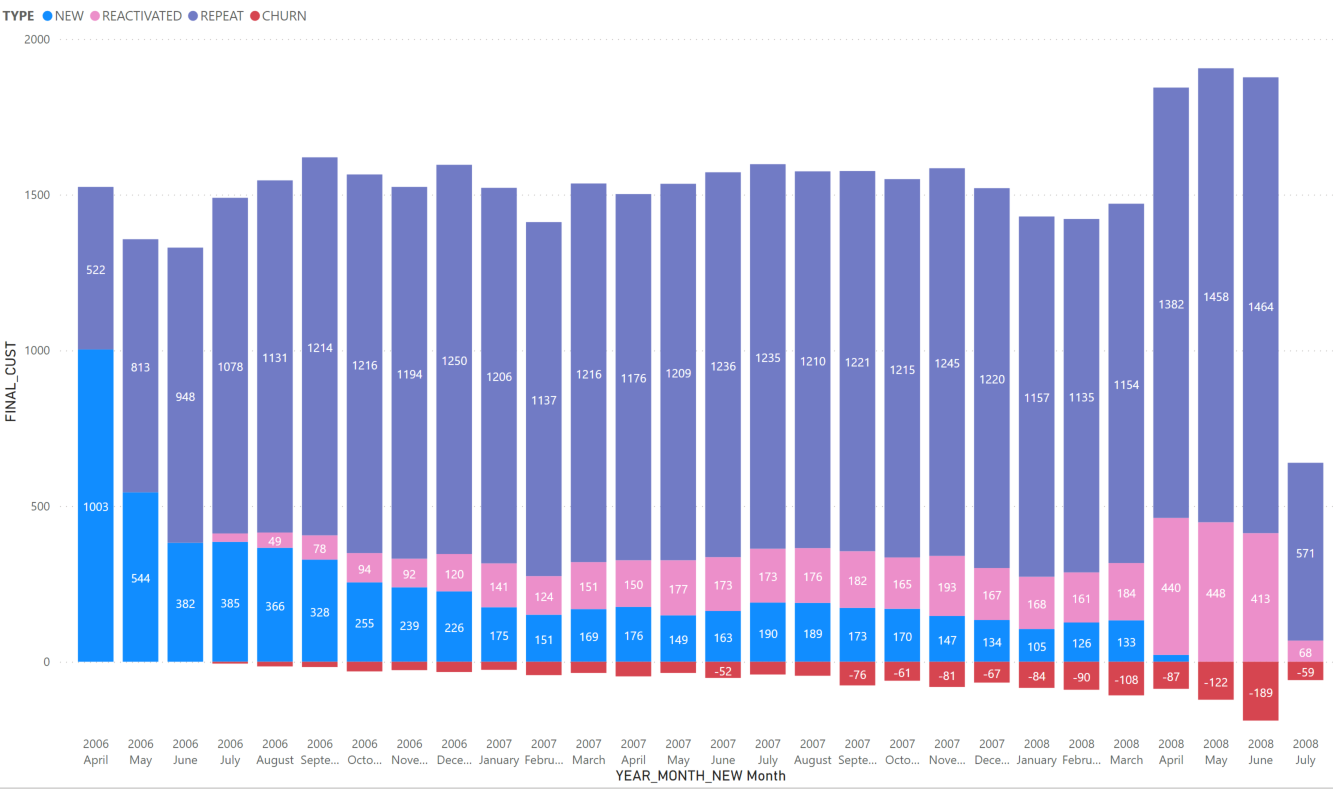 TYPE NEW REACTIVATED REPEAT CHURN
2000
1500
1000
500
0
FINAL_CUST
522 813 948 1078 1131 1214 1216 1194 1250 1206 1137 1216 1176 1209 1236 1235 1210 1221 1215 1245 1220 1157 1135 1154 1382 1458 1464 571
49 78 94 92 120 141 124 151 150 177 173 173 176 182 165 193 167 168 161 184 440 448 413 68
1003 544 382 385 366 328 255 239 226 175 151 169 176 149 163 190 189 173 170 147 134 105 126 133
-52 -76 -61 -81 -67 -84 -90 -108 -87 -122 -189 -59
2006 2006 2006 2006 2006 2006 2006 2006 2006 2007 2007 2007 2007 2007 2007 2007 2007 2007 2007 2007 2007 2008 2008 2008 2008 2008 2008 2008
April May June July August Septe... Octo... Nove... Dece... January Febru... March April May June July August Septe... Octo... Nove... Dece... January Febru... March April May June July
YEAR_MONTH_NEW Month